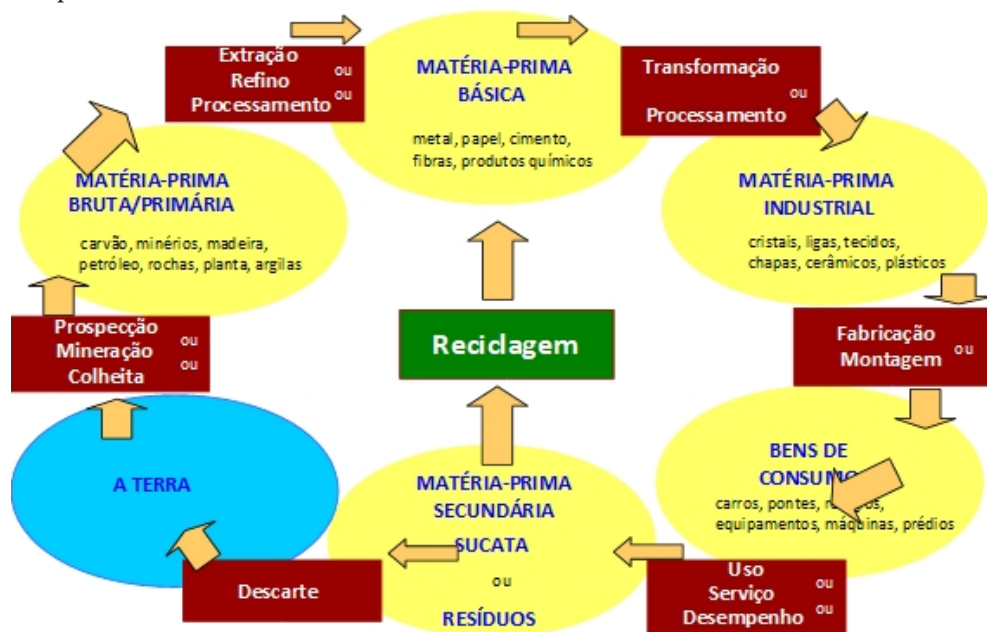 Extração ou
Refino ou
Processamento
MATÉRIA-PRIMA
BÁSICA
metal, papel, cimento,
fibras, produtos químicos
Transformação
ou
Processamento
MATÉRIA-PRIMA
BRUTA/PRIMÁRIA
carvão, minérios, madeira,
petróleo, rochas, planta, argilas
MATÉRIA-PRIMA
INDUSTRIAL
cristais, ligas, tecidos,
chapas, cerâmicos, plásticos
Prospecção ou
Mineração ou
Colheita
Reciclagem
Fabricação ou
Montagem
A TERRA
MATÉRIA-PRIMA
SECUNDÁRIA
SUCATA
ou
RESÍDUOS
BENS DE
CONSUMO
carros, pontes,
equipamentos, máquinas, prédios
Descarte
Uso ou
Serviço ou
Desempenho